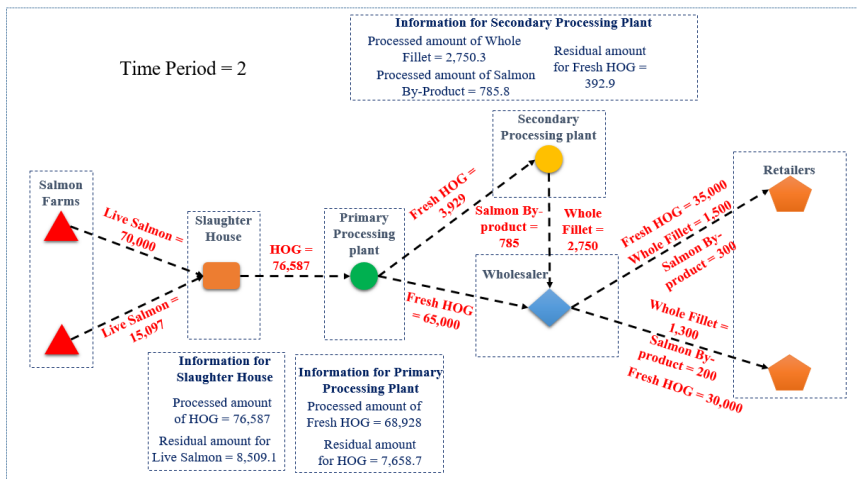 Information for Secondary Processing Plant
Processed amount of Whole
Fillet = 2,750.3
Processed amount of Salmon
By-Product = 785.8
Residual amount
for Fresh HOG =
392.9
Time Period = 2
Secondary
Processing plant
Salmon
Farms
Live Salmon =
70,000
Live Salmon =
15,097
Slaughter
House
HOG =
76,587
Primary
Processing
plant
Fresh HOG =
3,929
Fresh HOG
= 65,000
Salmon By-
product =
785
Whole
Fillet =
2,750
Wholesaler
Retailers
Fresh HOG = 35,000
Whole Fillet = 1,500
Salmon By-
product = 300
Whole Fillet =
1,300
Salmon By-
product = 200
Fresh HOG = 30,000
Information for
Slaughter House
Processed amount
of HOG = 76,587
Residual amount for
Live Salmon = 8,509.1
Information for Primary
Processing Plant
Processed amount of
Fresh HOG = 68,928
Residual amount
for HOG = 7,658.7